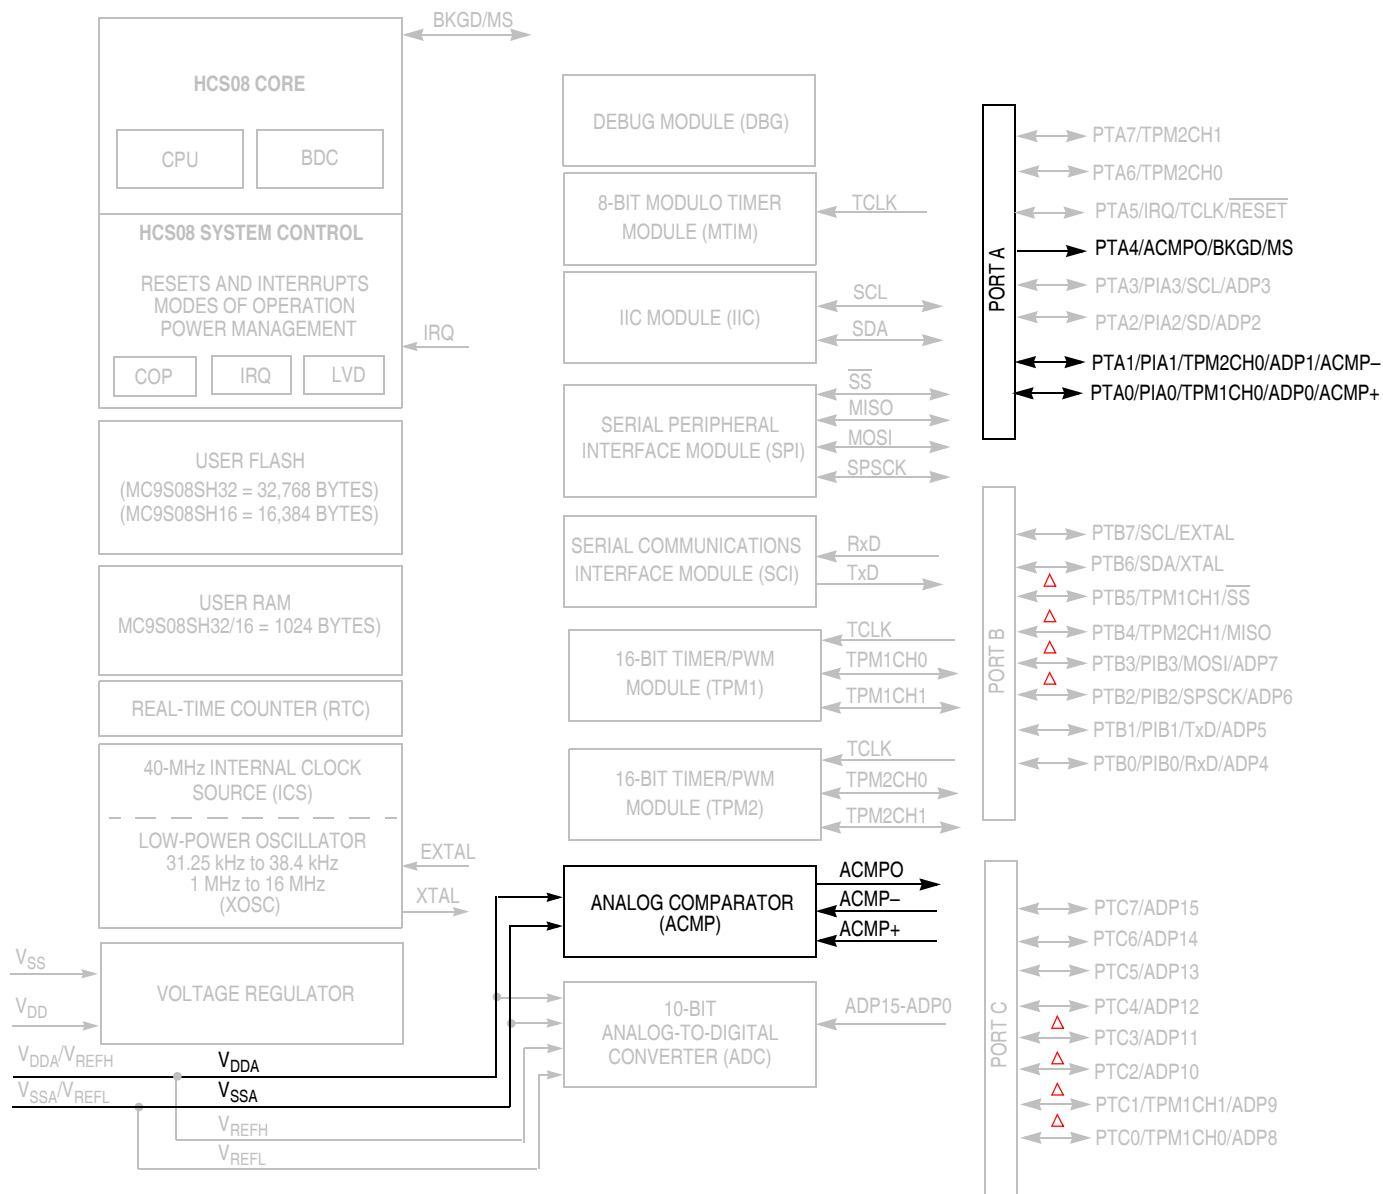 BKGD/MS
HCS08 CORE
CPU
BDC
HCS08 SYSTEM CONTROL
RESETS AND INTERRUPTS
MODES OF OPERATION
POWER MANAGEMENT
COP
IRQ
LVD
IRQ
USER FLASH
(MC9S08SH32 = 32,768 BYTES)
(MC9S08SH16 = 16,384 BYTES)
USER RAM
MC9S08SH32/16 = 1024 BYTES)
REAL-TIME COUNTER (RTC)
40-MHz INTERNAL CLOCK
SOURCE (ICS)
LOW-POWER OSCILLATOR
31.25 kHz to 38.4 kHz
1 MHz to 16 MHz
(XOSC)
EXTAL
XTAL
VOLTAGE REGULATOR
VSS
VDD
VDDA/VREFH
VDDA
VSSA/VREFL
VSSA
VREFH
VREFL
DEBUG MODULE (DBG)
8-BIT MODULO TIMER
MODULE (MTIM)
TCLK
IIC MODULE (IIC)
SCL
SDA
SERIAL PERIPHERAL
INTERFACE MODULE (SPI)
SS
MISO
MOSI
SPSCK
SERIAL COMMUNICATIONS
INTERFACE MODULE (SCI)
RxD
TxD
16-BIT TIMER/PWM
MODULE (TPM1)
TCLK
TPM1CH0
TPM1CH1
16-BIT TIMER/PWM
MODULE (TPM2)
TCLK
TPM2CH0
TPM2CH1
ANALOG COMPARATOR
(ACMP)
ACMPO
ACMP–
ACMP+
10-BIT
ANALOG-TO-DIGITAL
CONVERTER (ADC)
ADP15-ADP0
PORT A
PTA7/TPM2CH1
PTA6/TPM2CH0
PTA5/IRQ/TCLK/RESET
PTA4/ACMPO/BKGD/MS
PTA3/PIA3/SCL/ADP3
PTA2/PIA2/SD/ADP2
PTA1/PIA1/TPM2CH0/ADP1/ACMP–
PTA0/PIA0/TPM1CH0/ADP0/ACMP+
PORT B
PTB7/SCL/EXTAL
PTB6/SDA/XTAL
PTB5/TPM1CH1/SS
PTB4/TPM2CH1/MISO
PTB3/PIB3/MOSI/ADP7
PTB2/PIB2/SPSCK/ADP6
PTB1/PIB1/TxD/ADP5
PTB0/PIB0/RxD/ADP4
PORT C
PTC7/ADP15
PTC6/ADP14
PTC5/ADP13
PTC4/ADP12
PTC3/ADP11
PTC2/ADP10
PTC1/TPM1CH1/ADP9
PTC0/TPM1CH0/ADP8